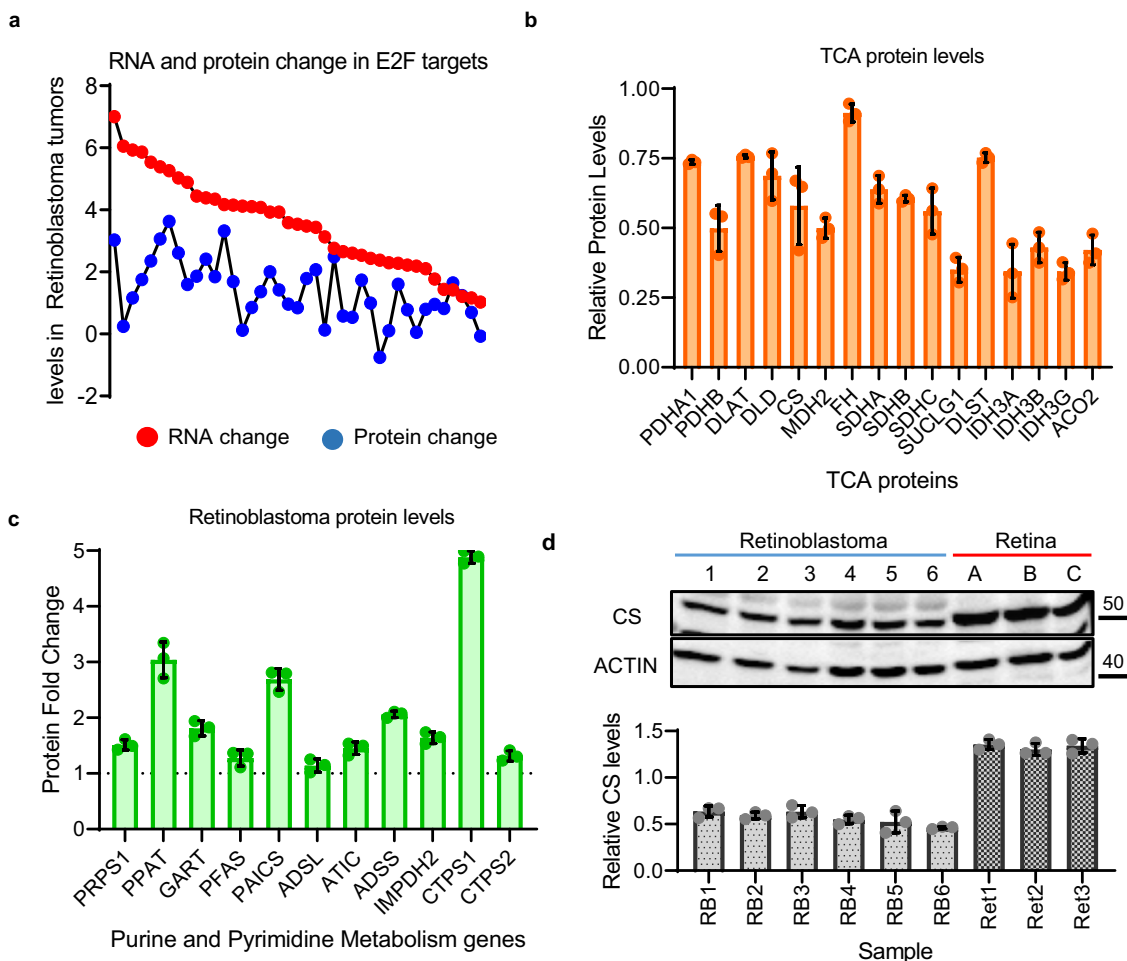 a
RNA and protein change in E2F targets
levels in Retinoblastoma tumors
8
6
4
2
0
-2
RNA change
Protein change
b
TCA protein levels
Relative Protein Levels
1.00
0.75
0.50
0.25
0.00
PDHA1
PDHB
DLAT
DLD
CS
MDH2
FH
SDHA
SDHB
SDHC
SUCLG1
DLST
IDH3A
IDH3B
IDH3G
ACO2
TCA proteins
c
Retinoblastoma protein levels
Protein Fold Change
5
4
3
2
1
0
PRPS1
PPAT
GART
PFAS
PAICS
ADSL
ATIC
ADSS
IMPDH2
CTPS1
CTPS2
Purine and Pyrimidine Metabolism genes
d
Retinoblastoma Retina
1 2 3 4 5 6 A B C
CS 50
ACTIN 40
Relative CS levels
1.5
1.0
0.5
0.0
RB1
RB2
RB3
RB4
RB5
RB6
Ret1
Ret2
Ret3
Sample